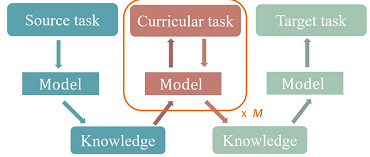 Source task
Curricular task
Target task
Model
Model
Model
x M
Knowledge
Knowledge